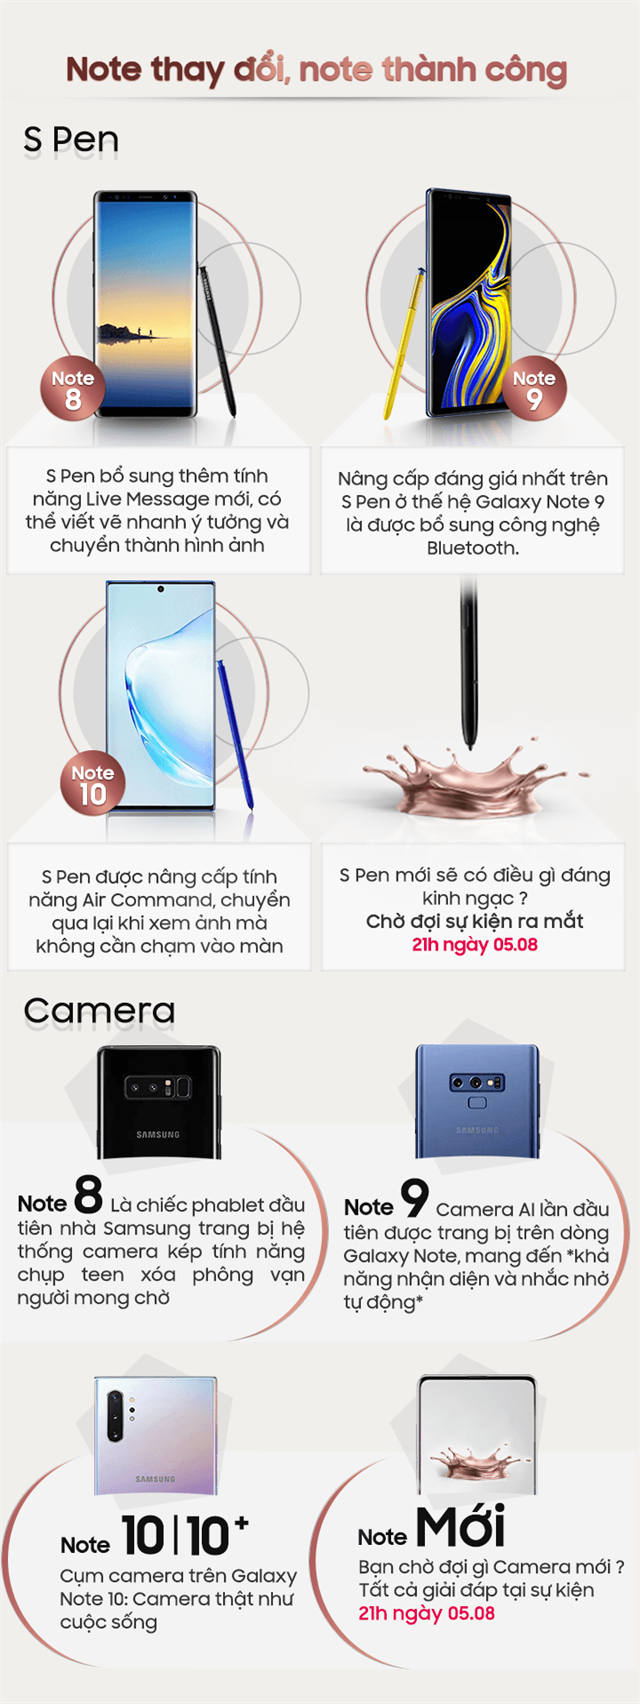 Note thay đổi, note thành công
S Pen
SAMSUNG
Note
8
Note
9
S Pen bổ sung thêm tính
năng Live Message mới, có
thể viết vẽ nhanh ý tưởng và
chuyển thành hình ảnh
Nâng cấp đáng giá nhất trên
S Pen ở thế hệ Galaxy Note 9
là được bổ sung công nghệ
Bluetooth.
Note
10
S Pen được nâng cấp tính
năng Air Command, chuyển
qua lại khi xem ảnh mà
không cần chạm vào màn
S Pen mới sẽ có điều gì đáng
kinh ngạc ?
Chờ đợi sự kiện ra mắt
21h ngày 05.08
Camera
SAMSUNG
SAMSUNG
Note 8 Là chiếc phablet đầu
tiên nhà Samsung trang bị hệ
thống camera kép tính năng
chụp teen xóa phông vạn
người mong chờ
Note 9 Camera AI lần đầu
tiên được trang bị trên dòng
Galaxy Note, mang đến *khả
năng nhận diện và nhắc nhở
tự động*
SAMSUNG
Note 10|10+
Cụm camera trên Galaxy
Note 10: Camera thật như
cuộc sống
Note Mới
Bạn chờ đợi gì Camera mới ?
Tất cả giải đáp tại sự kiện
21h ngày 05.08